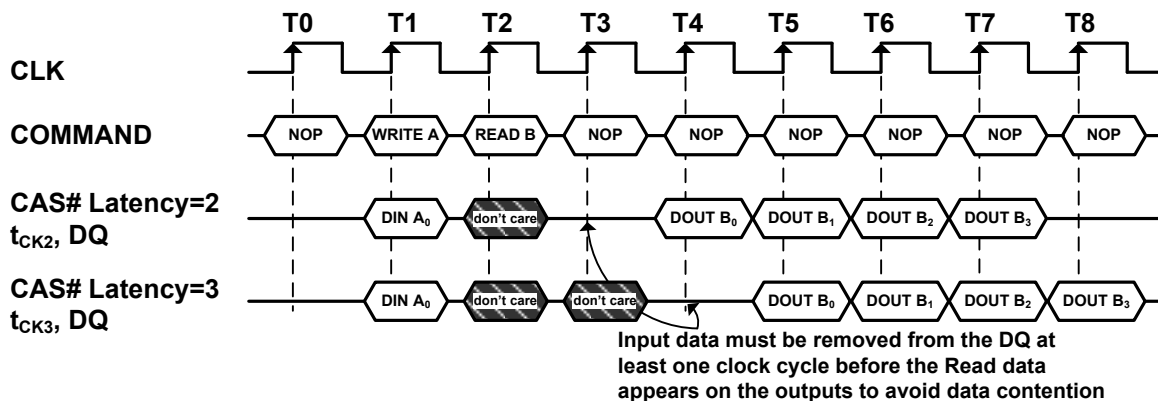 T0 T1 T2 T3 T4 T5 T6 T7 T8
CLK
COMMAND NOP WRITE A READ B NOP NOP NOP NOP NOP NOP
CAS# Latency=2
tCK2, DQ DIN A0 don't care DOUT B0 DOUT B1 DOUT B2 DOUT B3
CAS# Latency=3
tCK3, DQ DIN A0 don't care don't care DOUT B0 DOUT B1 DOUT B2 DOUT B3
Input data must be removed from the DQ at
least one clock cycle before the Read data
appears on the outputs to avoid data contention